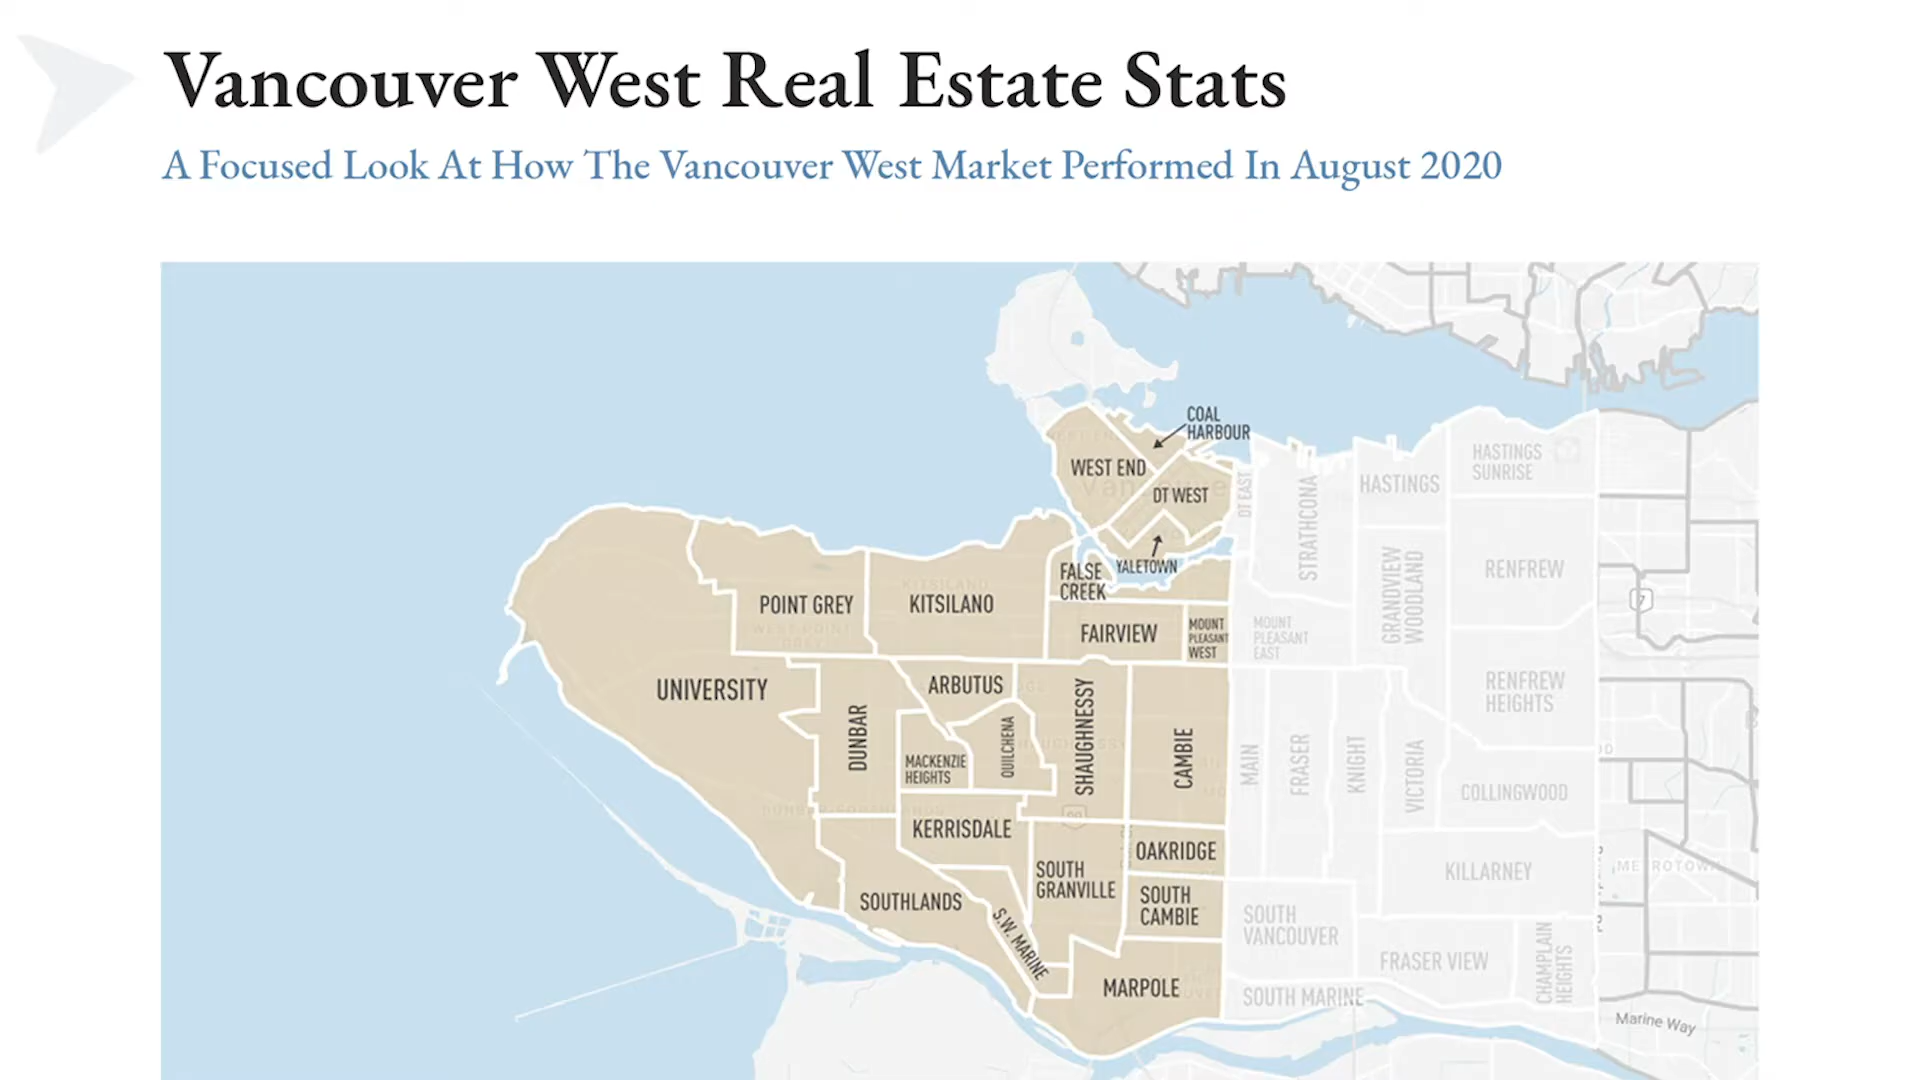 Vancouver West Real Estate Stats
A Focused Look At How The Vancouver West Market Performed In August 2020
COAL
HARBOUR
WEST END
DT WEST
YALETOWN
FALSE
CREEK
POINT GREY
KITSILANO
KITSILANO
FAIRVIEW
MOUNT
PLEASANT
WEST
UNIVERSITY
DUNBAR
ARBUTUS
QUILCHENA
MACKENZIE
HEIGHTS
SHAUGHNESSY
CAMBIE
KERRISDALE
OAKRIDGE
SOUTH
GRANVILLE
SOUTH
CAMBIE
SOUTHLANDS
S.W. MARINE
MARPOLE
DT EAST
STRATHCONA
HASTINGS
HASTINGS
SUNRISE
GRANDVIEW
WOODLAND
RENFREW
7
MOUNT
PLEASANT
EAST
RENFREW
HEIGHTS
MAIN
FRASER
KNIGHT
VICTORIA
COLLINGWOOD
KILLARNEY
SOUTH
VANCOUVER
FRASER VIEW
CHAMPLAIN
HEIGHTS
SOUTH MARINE
Marine Way